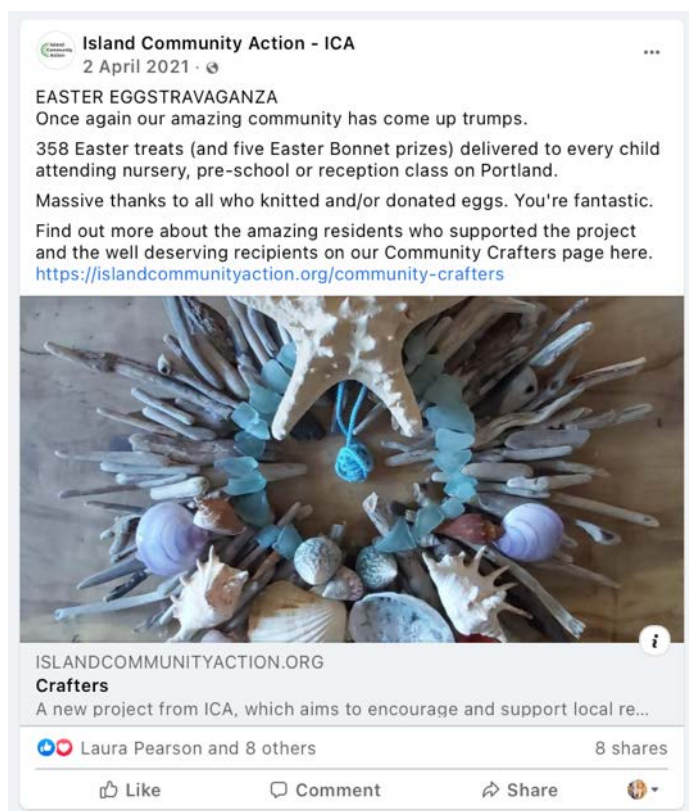 Island Community Action - ICA
2 April 2021 ·
EASTER EGGSTRAVAGANZA
Once again our amazing community has come up trumps.
358 Easter treats (and five Easter Bonnet prizes) delivered to every child
attending nursery, pre-school or reception class on Portland.
Massive thanks to all who knitted and/or donated eggs. You're fantastic.
Find out more about the amazing residents who supported the project
and the well deserving recipients on our Community Crafters page here.
https://islandcommunityaction.org/community-crafters
ISLANDCOMMUNITYACTION.ORG
Crafters
A new project from ICA, which aims to encourage and support local re...
Laura Pearson and 8 others 8 shares
Like Comment Share